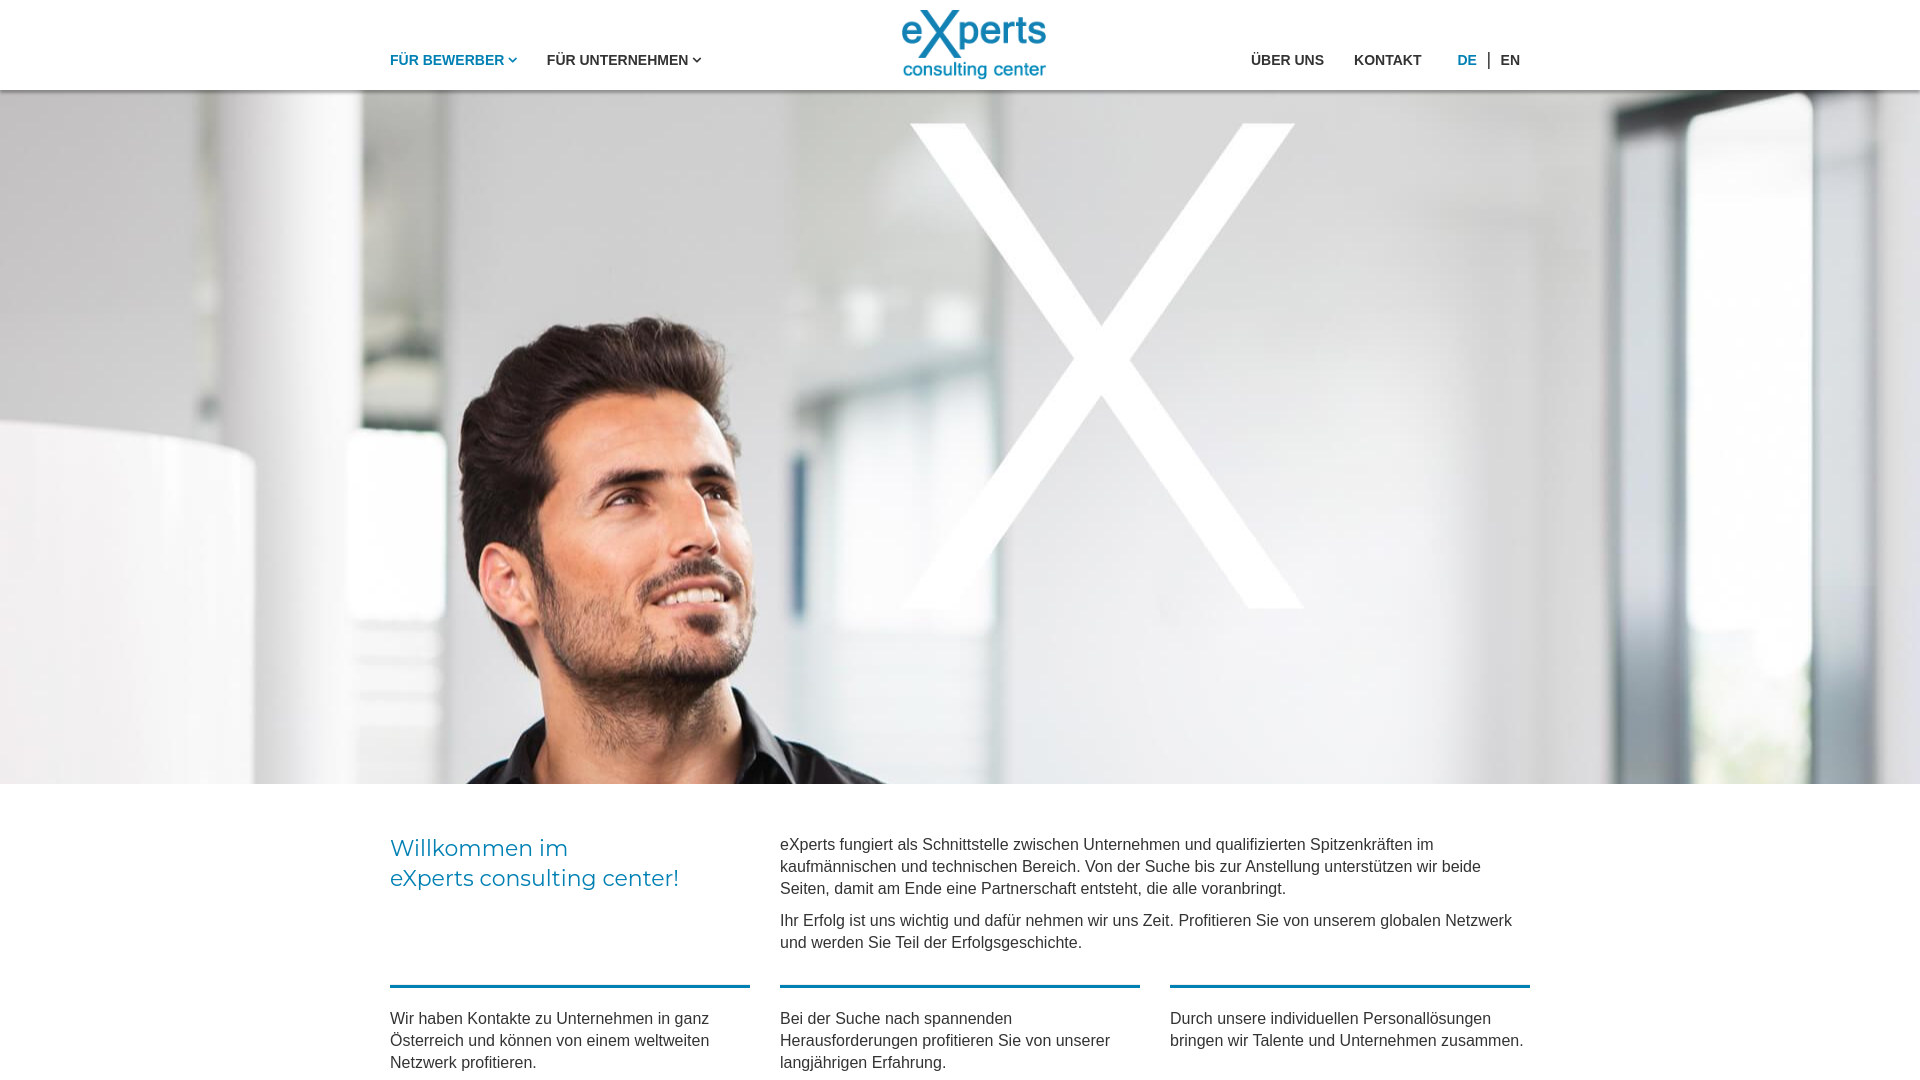 FÜR BEWERBER
FÜR UNTERNEHMEN
eXperts
consulting center
ÜBER UNS
KONTAKT
DE | EN
X
Willkommen im
eXperts consulting center!
eXperts fungiert als Schnittstelle zwischen Unternehmen und qualifizierten Spitzenkräften im
kaufmännischen und technischen Bereich. Von der Suche bis zur Anstellung unterstützen wir beide
Seiten, damit am Ende eine Partnerschaft entsteht, die alle voranbringt.
Ihr Erfolg ist uns wichtig und dafür nehmen wir uns Zeit. Profitieren Sie von unserem globalen Netzwerk
und werden Sie Teil der Erfolgsgeschichte.
Wir haben Kontakte zu Unternehmen in ganz
Österreich und können von einem weltweiten
Netzwerk profitieren.
Bei der Suche nach spannenden
Herausforderungen profitieren Sie von unserer
langjährigen Erfahrung.
Durch unsere individuellen Personallösungen
bringen wir Talente und Unternehmen zusammen.